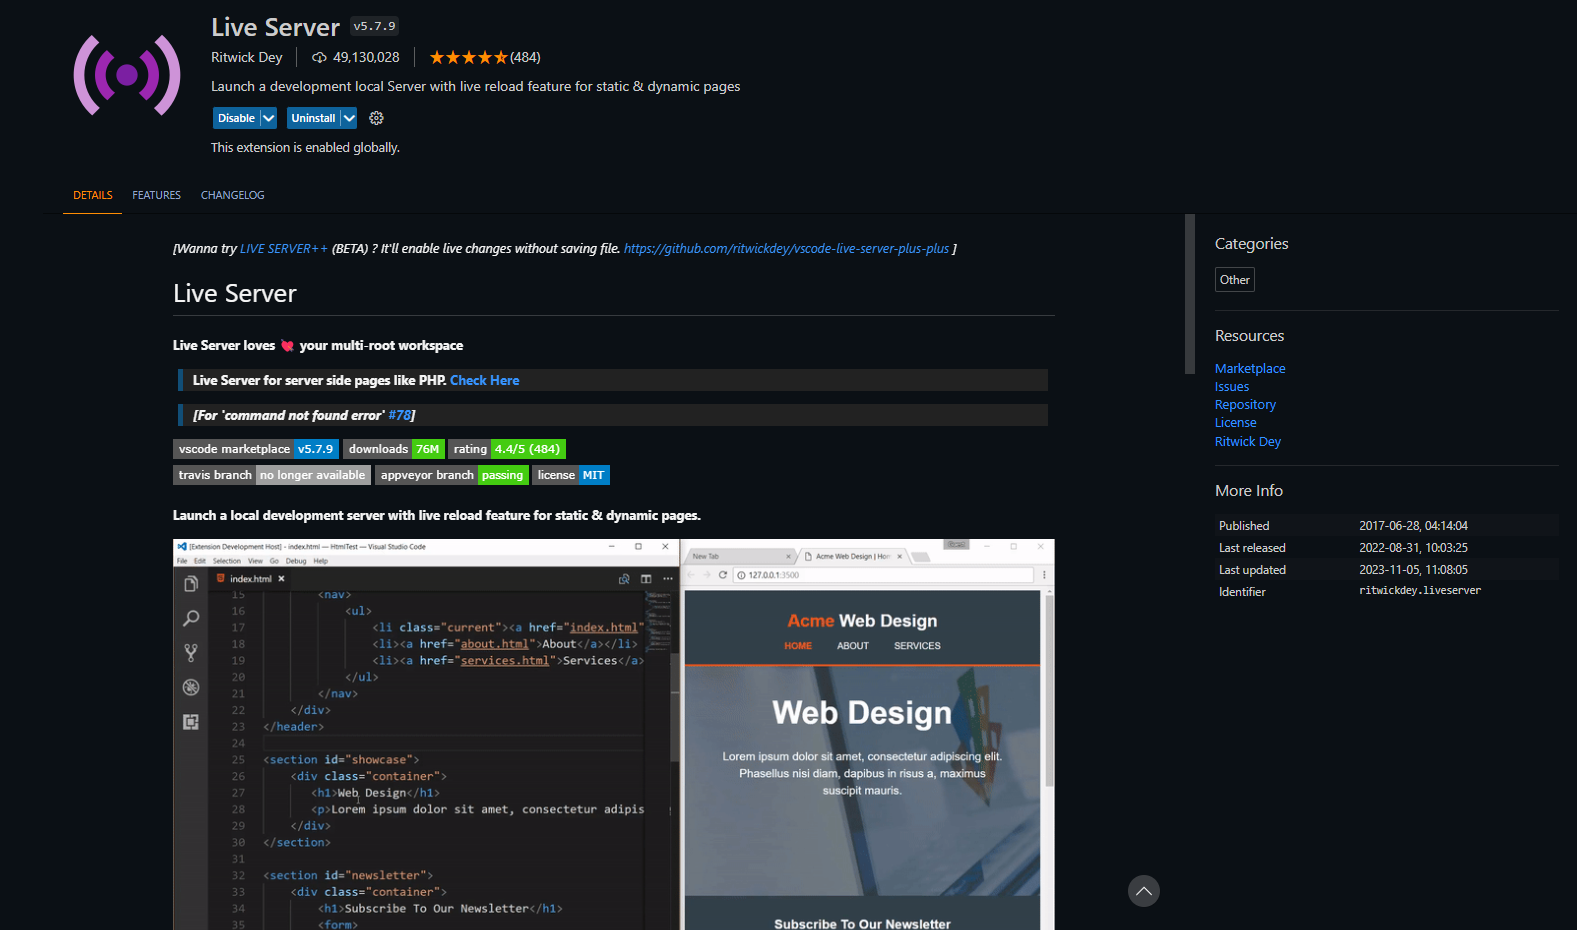 Live Server v5.7.9
Ritwick Dey 49,130,028 (484)
Launch a development local Server with live reload feature for static & dynamic pages
Disable Uninstall
This extension is enabled globally.
DETAILS FEATURES CHANGELOG
[Wanna try LIVE SERVER++ (BETA) ? It'll enable live changes without saving file. https://github.com/ritwickdey/vscode-live-server-plus-plus ]
Live Server
Live Server loves your multi-root workspace
Live Server for server side pages like PHP. Check Here
[For 'command not found error' #78]
vscode marketplace v5.7.9 downloads 76M rating 4.4/5 (484)
travis branch no longer available appveyor branch passing license MIT
Launch a local development server with live reload feature for static & dynamic pages.
[Extension Development Host] - index.html — HtmlTest — Visual Studio Code
File Edit Selection View Go Debug Help
index.html
15 <nav>
16 <ul>
17 <li class="current"><a href="index.html"
18 <li><a href="about.html">About</a></li>
19 <li><a href="services.html">Services</a>
20 </ul>
21 </nav>
22 </div>
23 </header>
24
25 <section id="showcase">
26 <div class="container">
27 <h1>Web Design</h1>
28 <p>Lorem ipsum dolor sit amet, consectetur adipis
29 </div>
30 </section>
31
32 <section id="newsletter">
33 <div class="container">
34 <h1>Subscribe To Our Newsletter</h1>
35 <form>
New Tab Acme Web Design | Hom
127.0.0.1:3500
Acme Web Design
HOME ABOUT SERVICES
Web Design
Lorem ipsum dolor sit amet, consectetur adipiscing elit.
Phasellus nisi diam, dapibus in risus a, maximus
suscipit mauris.
Subscribe To Our Newsletter
Categories
Other
Resources
Marketplace
Issues
Repository
License
Ritwick Dey
More Info
Published 2017-06-28, 04:14:04
Last released 2022-08-31, 10:03:25
Last updated 2023-11-05, 11:08:05
Identifier ritwickdey.liveserver